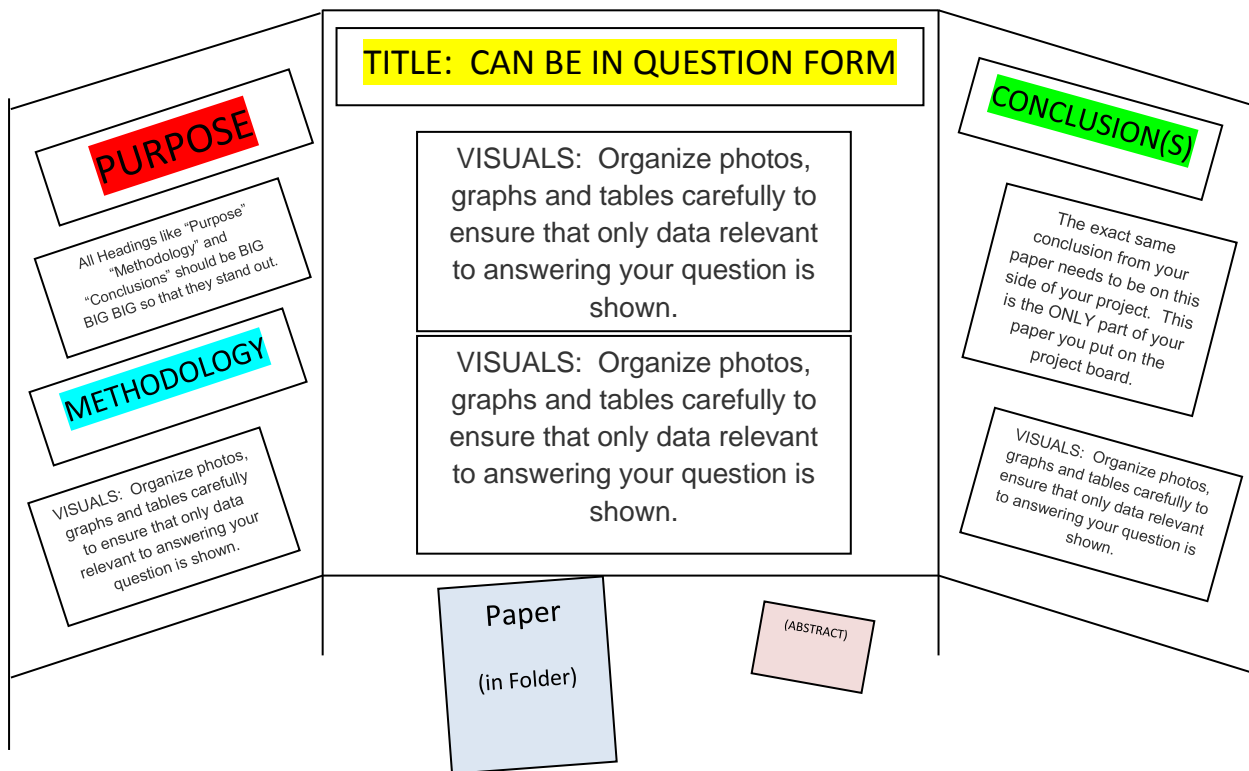 TITLE: CAN BE IN QUESTION FORM
PURPOSE
All Headings like “Purpose”
“Methodology” and
“Conclusions” should be BIG
BIG BIG so that they stand out.
METHODOLOGY
VISUALS: Organize photos,
graphs and tables carefully
to ensure that only data
relevant to answering your
question is shown.
VISUALS: Organize photos,
graphs and tables carefully to
ensure that only data relevant
to answering your question is
shown.
VISUALS: Organize photos,
graphs and tables carefully to
ensure that only data relevant
to answering your question is
shown.
CONCLUSION(S)
The exact same
conclusion from your
paper needs to be on this
side of your project. This
is the ONLY part of your
paper you put on the
project board.
VISUALS: Organize photos,
graphs and tables carefully to
ensure that only data relevant
to answering your question is
shown.
Paper
(in Folder)
(ABSTRACT)